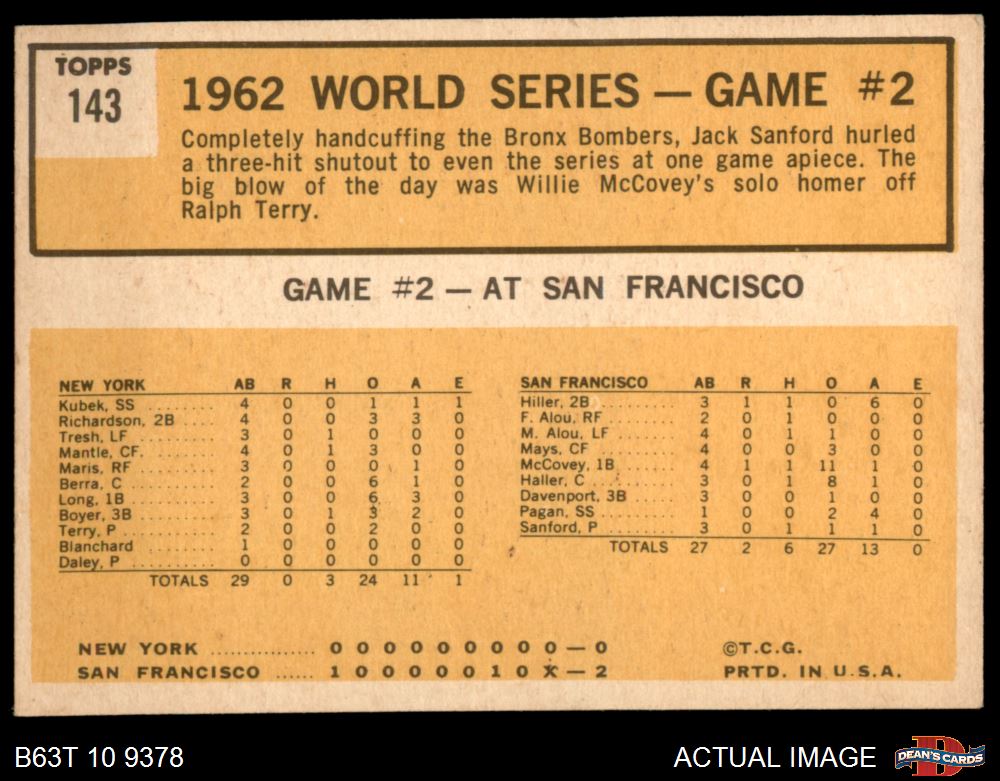 TOPPS
143
1962 WORLD SERIES — GAME #2
Completely handcuffing the Bronx Bombers, Jack Sanford hurled
a three-hit shutout to even the series at one game apiece. The
big blow of the day was Willie McCovey's solo homer off
Ralph Terry.
GAME #2 — AT SAN FRANCISCO
NEW YORK AB R H O A E
Kubek, SS ........ 4 0 0 1 1 1
Richardson, 2B .... 4 0 0 3 3 0
Tresh, LF ........ 3 0 1 0 0 0
Mantle, CF. ....... 4 0 1 3 0 0
Maris, RF ........ 3 0 0 0 1 0
Berra, C ......... 2 0 0 6 1 0
Long, 1B ......... 3 0 0 6 3 0
Boyer, 3B ........ 3 0 1 3 2 0
Terry, P .......... 2 0 0 2 0 0
Blanchard ........ 1 0 0 0 0 0
Daley, P ......... 0 0 0 0 0 0
TOTALS 29 0 3 24 11 1
SAN FRANCISCO AB R H O A E
Hiller, 2B ........ 3 1 1 0 6 0
F. Alou, RF ....... 2 0 1 0 0 0
M. Alou, LF ...... 4 0 1 1 0 0
Mays, CF ........ 4 0 0 3 0 0
McCovey, 1B ..... 4 1 1 11 1 0
Haller, C ......... 3 0 1 8 1 0
Davenport, 3B .... 3 0 0 1 0 0
Pagan, SS ........ 1 0 0 2 4 0
Sanford, P ....... 3 0 1 1 1 0
TOTALS 27 2 6 27 13 0
NEW YORK ................ 0 0 0 0 0 0 0 0 0 — 0
SAN FRANCISCO ...... 1 0 0 0 0 0 1 0 X — 2
©T.C.G.
PRTD. IN U.S.A.
B63T 10 9378
ACTUAL IMAGE
D
DEAN'S CARDS